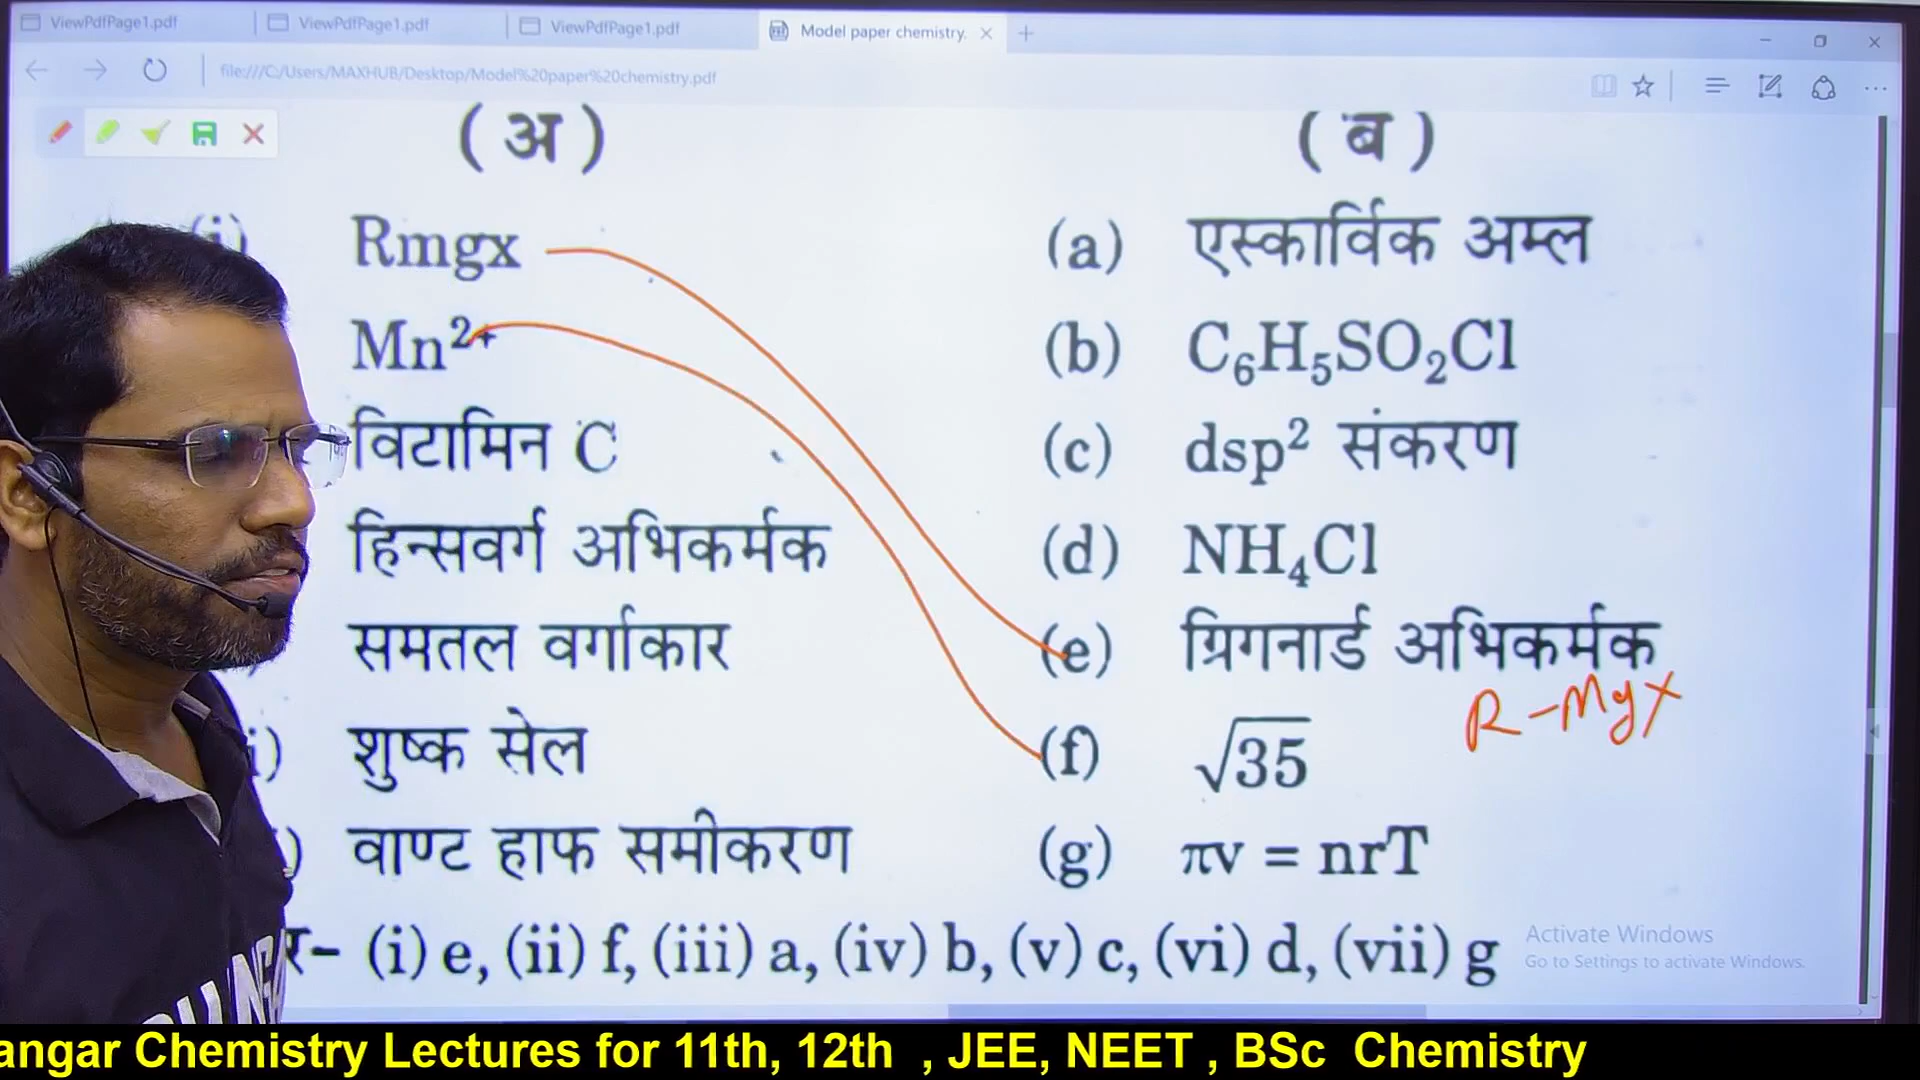 ViewPdfPage1.pdf ViewPdfPage1.pdf ViewPdfPage1.pdf Model paper chemistry.
file:///C:/Users/MAXHUB/Desktop/Model%20paper%20chemistry.pdf
( अ ) ( ब )
(i) Rmgx (a) एस्कार्विक अम्ल
Mn²⁺ (b) C₆H₅SO₂Cl
विटामिन C (c) dsp² संकरण
हिन्सवर्ग अभिकर्मक (d) NH₄Cl
समतल वर्गाकार (e) ग्रिगनार्ड अभिकर्मक
R-Mgx
i) शुष्क सेल (f) √35
) वाण्ट हाफ समीकरण (g) πv = nrT
र– (i) e, (ii) f, (iii) a, (iv) b, (v) c, (vi) d, (vii) g
Activate Windows
Go to Settings to activate Windows.
angar Chemistry Lectures for 11th, 12th , JEE, NEET , BSc Chemistry